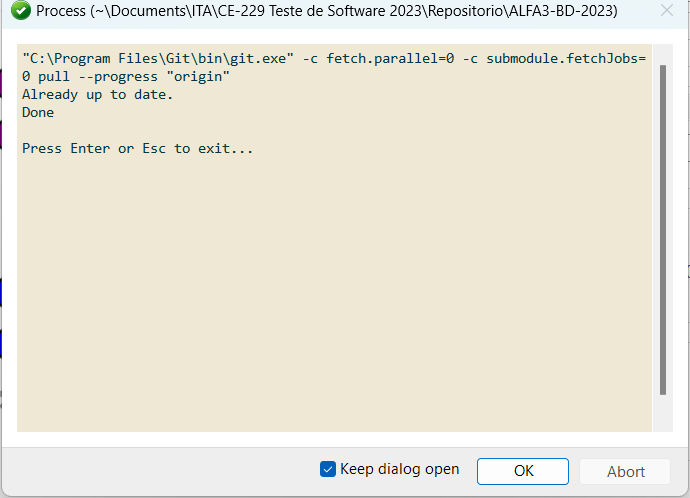 Process (~\Documents\ITA\CE-229 Teste de Software 2023\Repositorio\ALFA3-BD-2023)
"C:\Program Files\Git\bin\git.exe" -c fetch.parallel=0 -c submodule.fetchJobs=
0 pull --progress "origin"
Already up to date.
Done
Press Enter or Esc to exit...
Keep dialog open
OK
Abort